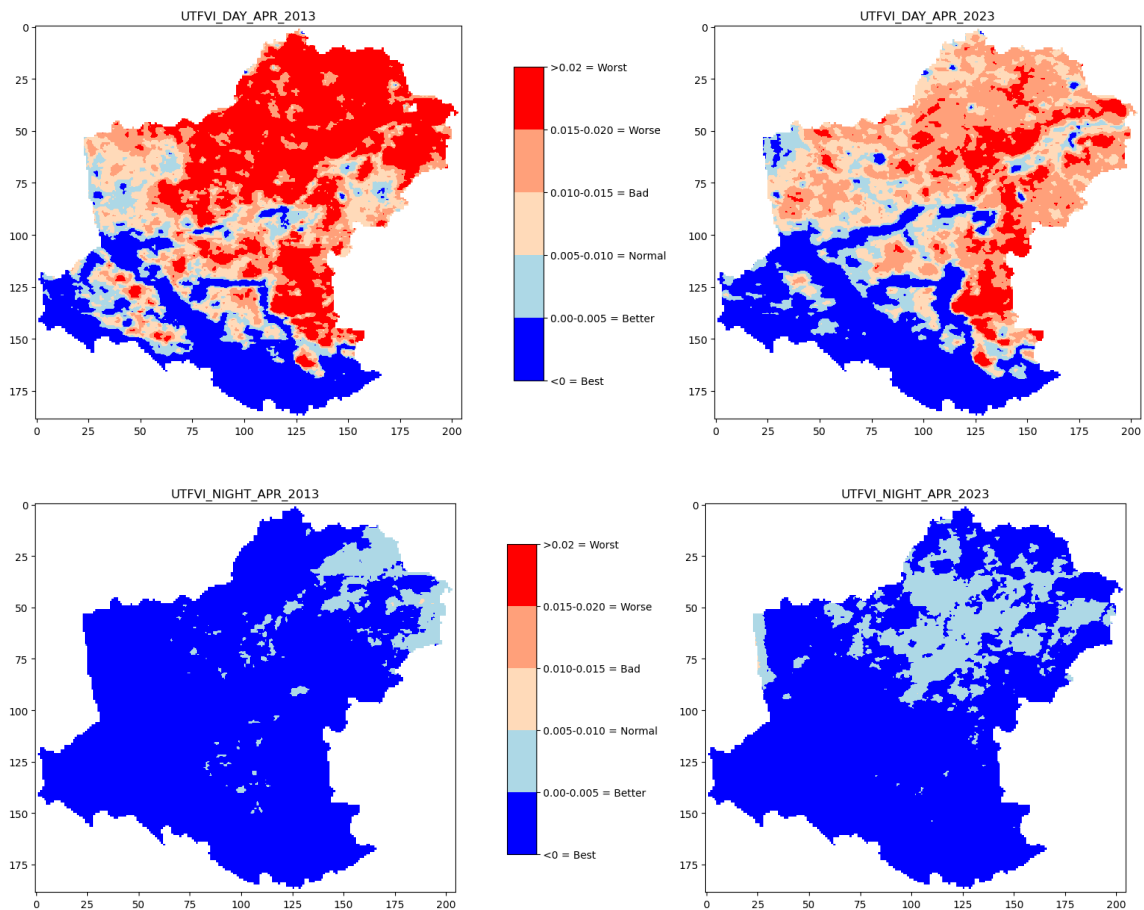 UTFVI_DAY_APR_2013
0
25
50
75
100
125
150
175
0 25 50 75 100 125 150 175 200
>0.02 = Worst
0.015-0.020 = Worse
0.010-0.015 = Bad
0.005-0.010 = Normal
0.00-0.005 = Better
<0 = Best
UTFVI_DAY_APR_2023
0
25
50
75
100
125
150
175
0 25 50 75 100 125 150 175 200
UTFVI_NIGHT_APR_2013
0
25
50
75
100
125
150
175
0 25 50 75 100 125 150 175 200
>0.02 = Worst
0.015-0.020 = Worse
0.010-0.015 = Bad
0.005-0.010 = Normal
0.00-0.005 = Better
<0 = Best
UTFVI_NIGHT_APR_2023
0
25
50
75
100
125
150
175
0 25 50 75 100 125 150 175 200